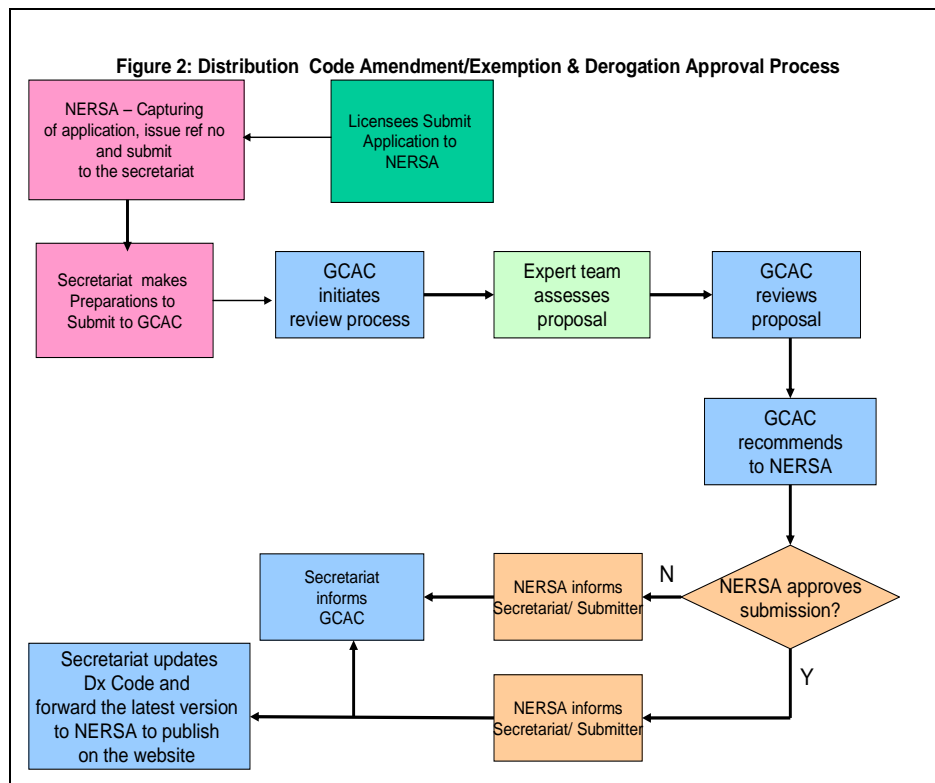 Figure 2: Distribution Code Amendment/Exemption & Derogation Approval Process
NERSA – Capturing
of application, issue ref no
and submit
to the secretariat
Licensees Submit
Application to
NERSA
Secretariat makes
Preparations to
Submit to GCAC
GCAC
initiates
review process
Expert team
assesses
proposal
GCAC
reviews
proposal
GCAC
recommends
to NERSA
NERSA approves
submission?
N
NERSA informs
Secretariat/ Submitter
Secretariat
informs
GCAC
Y
NERSA informs
Secretariat/ Submitter
Secretariat updates
Dx Code and
forward the latest version
to NERSA to publish
on the website